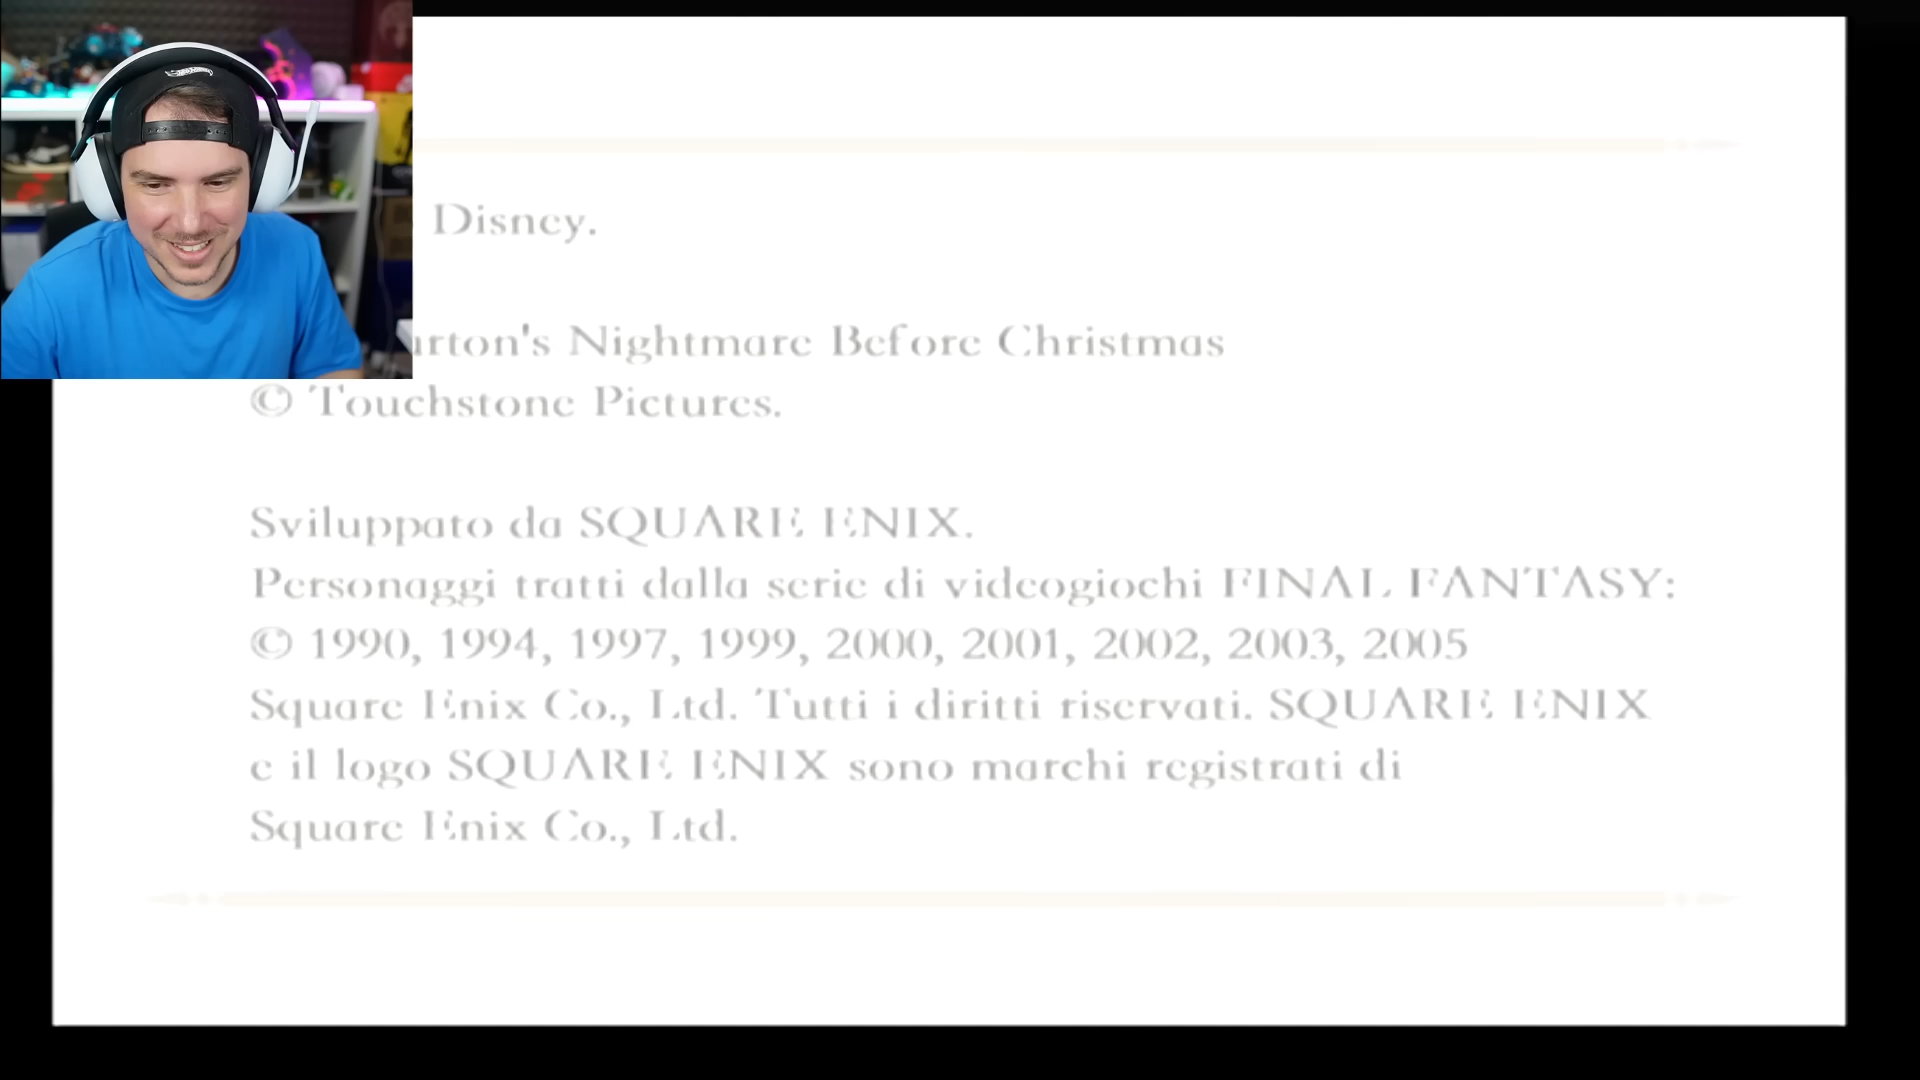 Disney.
urton's Nightmare Before Christmas
© Touchstone Pictures.
Sviluppato da SQUARE ENIX.
Personaggi tratti dalla serie di videogiochi FINAL FANTASY:
© 1990, 1994, 1997, 1999, 2000, 2001, 2002, 2003, 2005
Square Enix Co., Ltd. Tutti i diritti riservati. SQUARE ENIX
e il logo SQUARE ENIX sono marchi registrati di
Square Enix Co., Ltd.